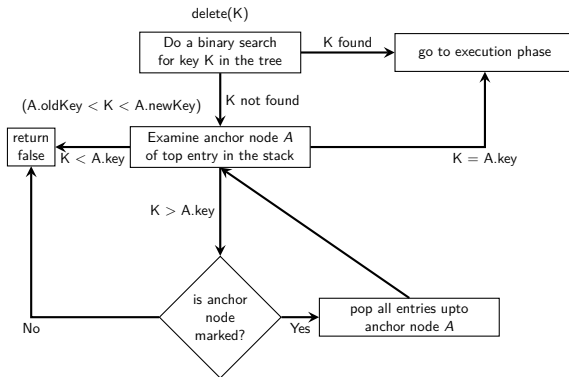 delete(K)
Do a binary search
for key K in the tree
K found
go to execution phase
K not found
(A.oldKey < K < A.newKey)
return
false
K < A.key
Examine anchor node A
of top entry in the stack
K = A.key
K > A.key
is anchor
node
marked?
No
Yes
pop all entries upto
anchor node A